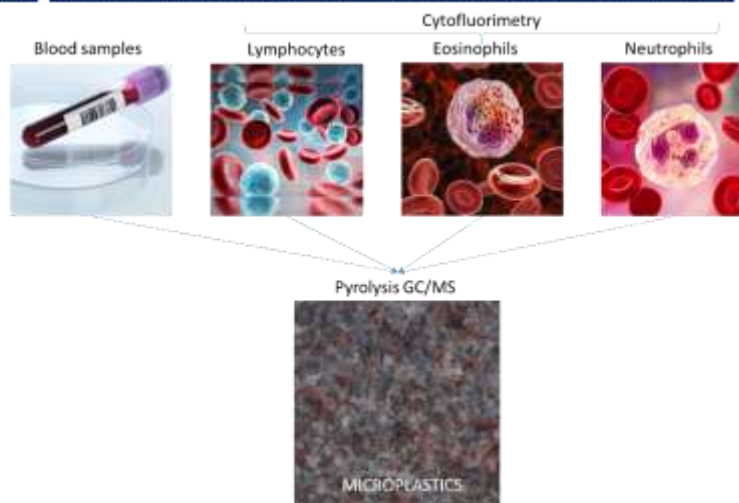 Cytofluorimetry
Blood samples
Lymphocytes
Eosinophils
Neutrophils
Pyrolysis GC/MS
MICROPLASTICS